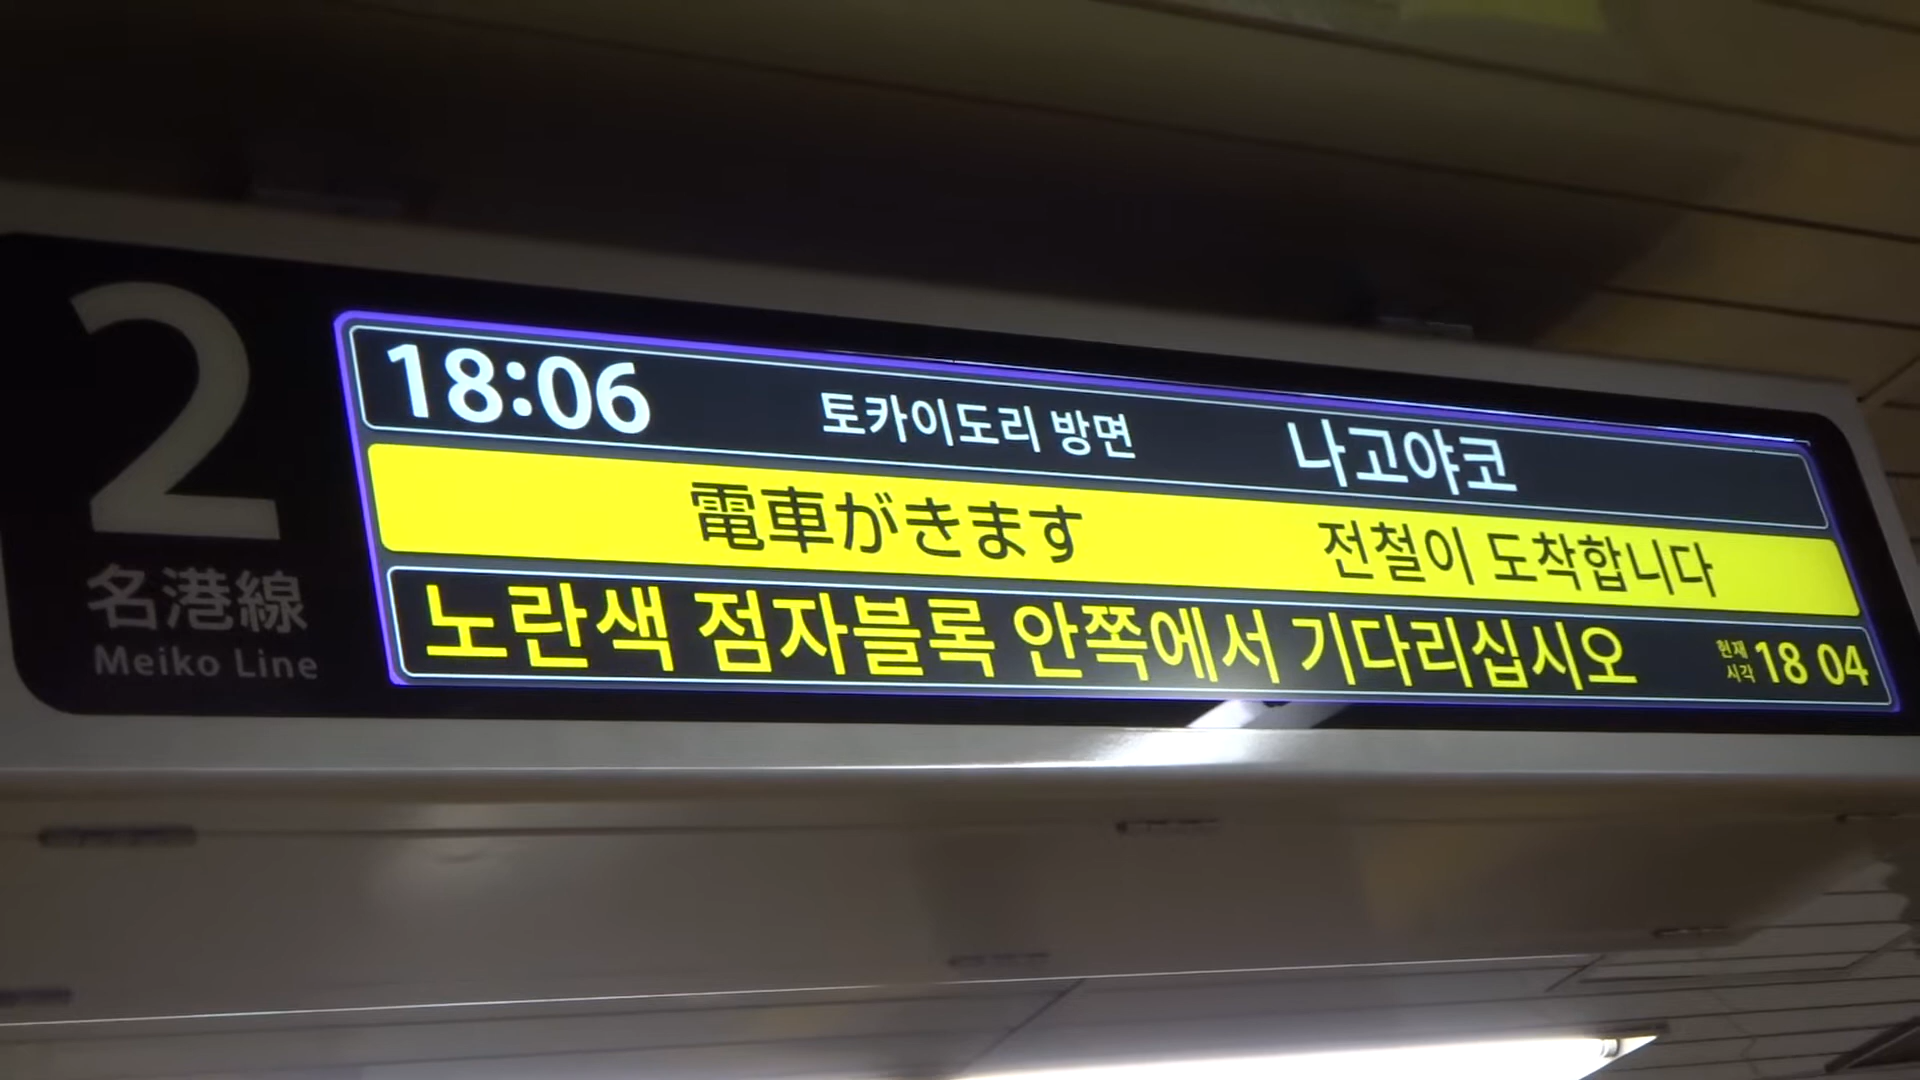 2
名港線
Meiko Line
18:06 토카이도리 방면 나고야코
電車がきます 전철이 도착합니다
노란색 점자블록 안쪽에서 기다리십시오 현재 시각 18 04